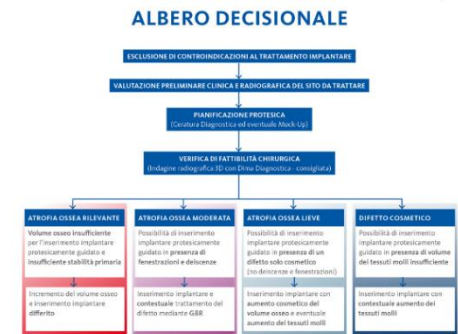 ALBERO DECISIONALE
ESCLUSIONE DI CONTROINDICAZIONI AL TRATTAMENTO IMPLANTARE
VALUTAZIONE PRELIMINARE CLINICA E RADIOGRAFICA DEL SITO DA TRATTARE
PIANIFICAZIONE PROTESICA
(Ceratura Diagnostica ed eventuale Mock-Up)
VERIFICA DI FATTIBILITÀ CHIRURGICA
(Indagine radiografica 3D con Dima Diagnostica - consigliata)
ATROFIA OSSEA RILEVANTE
Volume osseo insufficiente
per l'inserimento implantare
protesicamente guidato e
insufficiente stabilità primaria
Incremento del volume osseo
e inserimento implantare
differito
ATROFIA OSSEA MODERATA
Possibilità di inserimento
implantare protesicamente
guidato in presenza di
fenestrazioni e deiscenze
Inserimento implantare e
contestuale trattamento del
difetto mediante GBR
ATROFIA OSSEA LIEVE
Possibilità di inserimento
implantare protesicamente
guidato in presenza di un
difetto solo cosmetico
(no deiscenze e fenestrazioni)
Inserimento implantare con
aumento cosmetico del
volume osseo e eventuale
aumento dei tessuti molli
DIFETTO COSMETICO
Possibilità di inserimento
implantare protesicamente
guidato in presenza di volume
dei tessuti molli insufficiente
Inserimento implantare con
contestuale aumento dei
tessuti molli